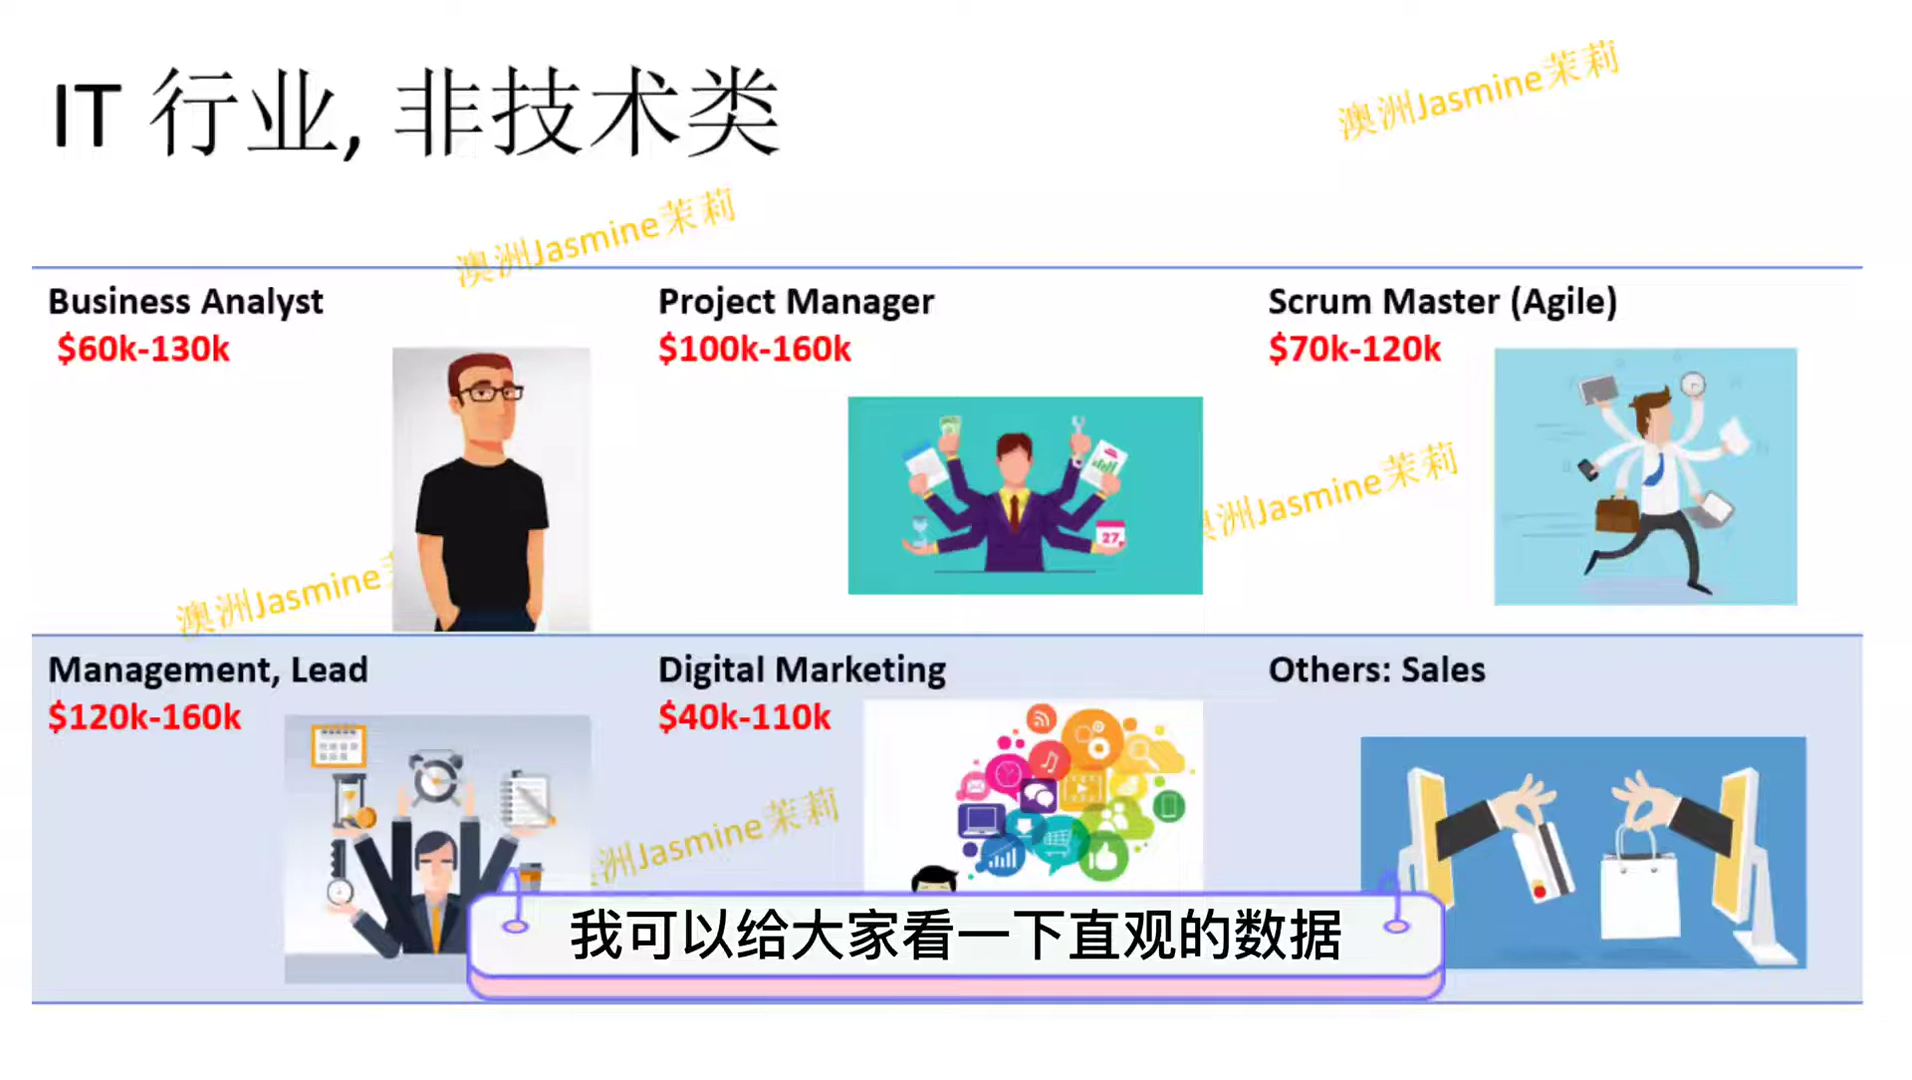 IT 行业, 非技术类
澳洲Jasmine茉莉
澳洲Jasmine茉莉
Business Analyst
$60k-130k
Project Manager
$100k-160k
Scrum Master (Agile)
$70k-120k
27
洲Jasmine茉莉
澳洲Jasmine
Management, Lead
$120k-160k
Digital Marketing
$40k-110k
Others: Sales
洲Jasmine茉莉
我可以给大家看一下直观的数据